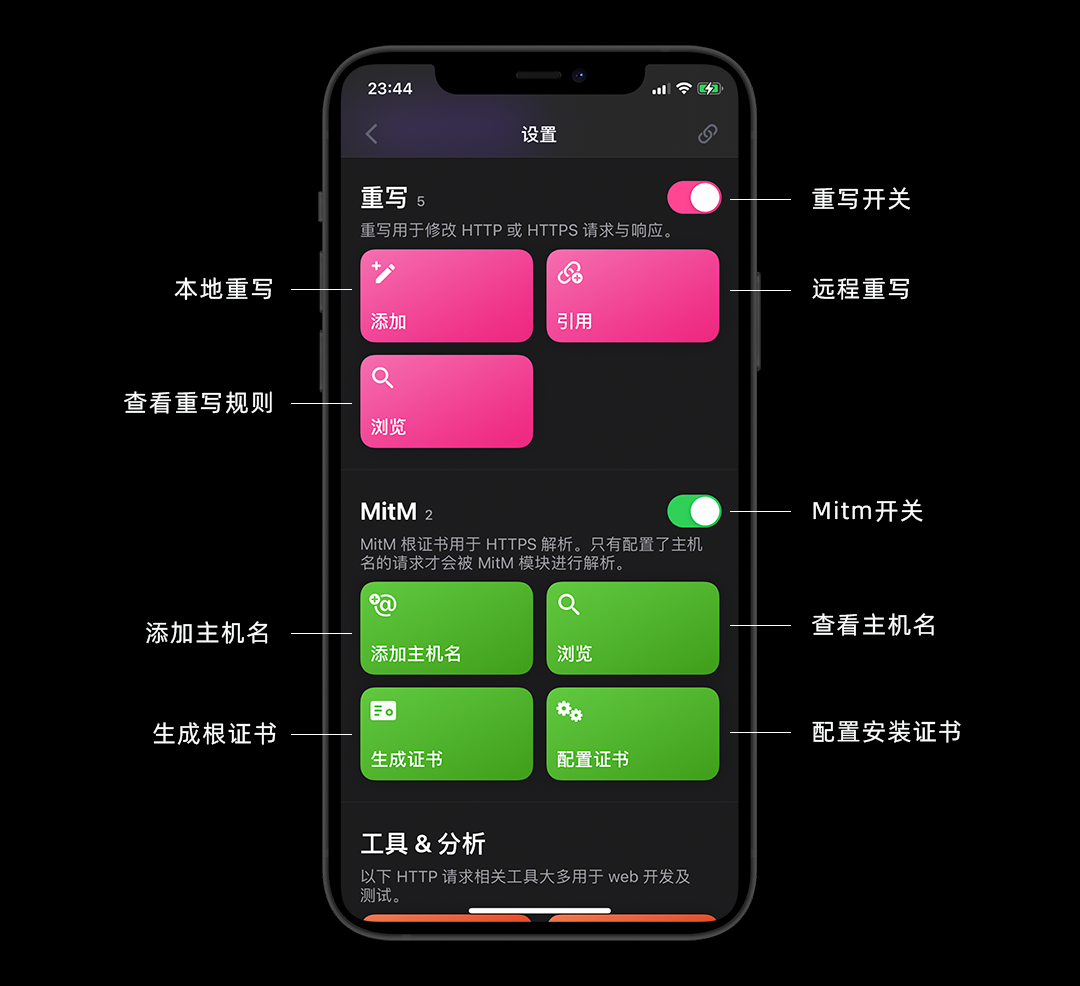 23:44
设置
重写 5
重写开关
重写用于修改 HTTP 或 HTTPS 请求与响应。
本地重写
添加
引用
远程重写
查看重写规则
浏览
MitM 2
Mitm开关
MitM 根证书用于 HTTPS 解析。只有配置了主机
名的请求才会被 MitM 模块进行解析。
添加主机名
添加主机名
浏览
查看主机名
生成根证书
生成证书
配置证书
配置安装证书
工具 & 分析
以下 HTTP 请求相关工具大多用于 web 开发及
测试。